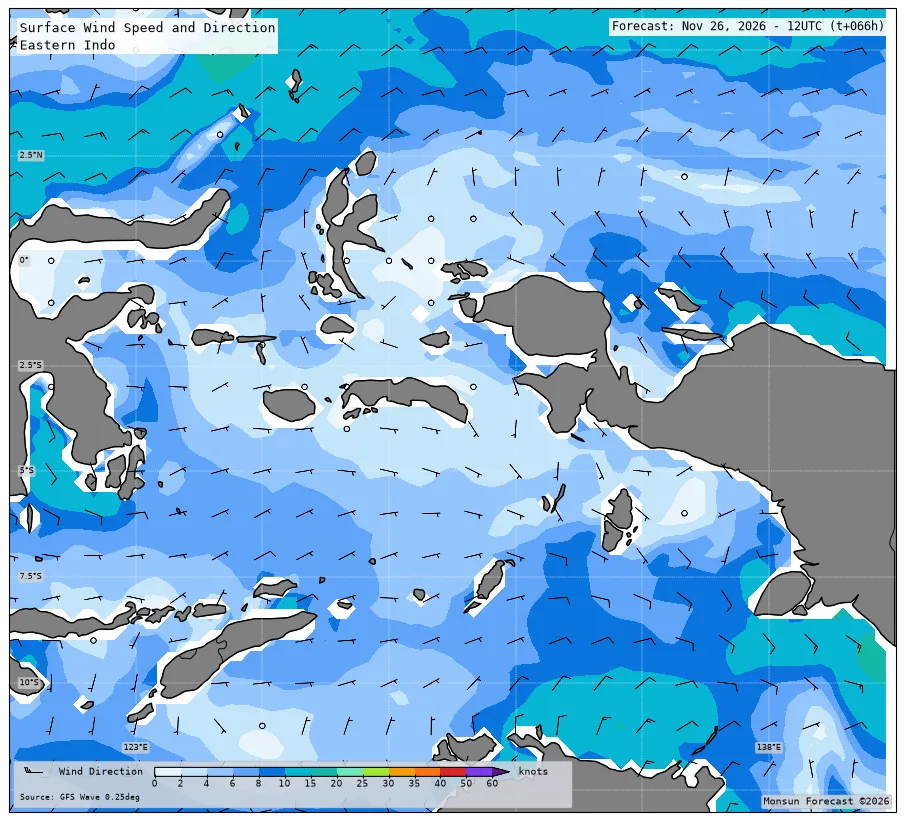 Surface Wind Speed and Direction
Eastern Indo
Forecast: Nov 26, 2026 - 12UTC (t+066h)
2.5°N
0°
2.5°S
5°S
7.5°S
10°S
123°E
138°E
Wind Direction
knots
0 2 4 6 8 10 15 20 25 30 35 40 50 60
Source: GFS Wave 0.25deg
Monsun Forecast ©2026